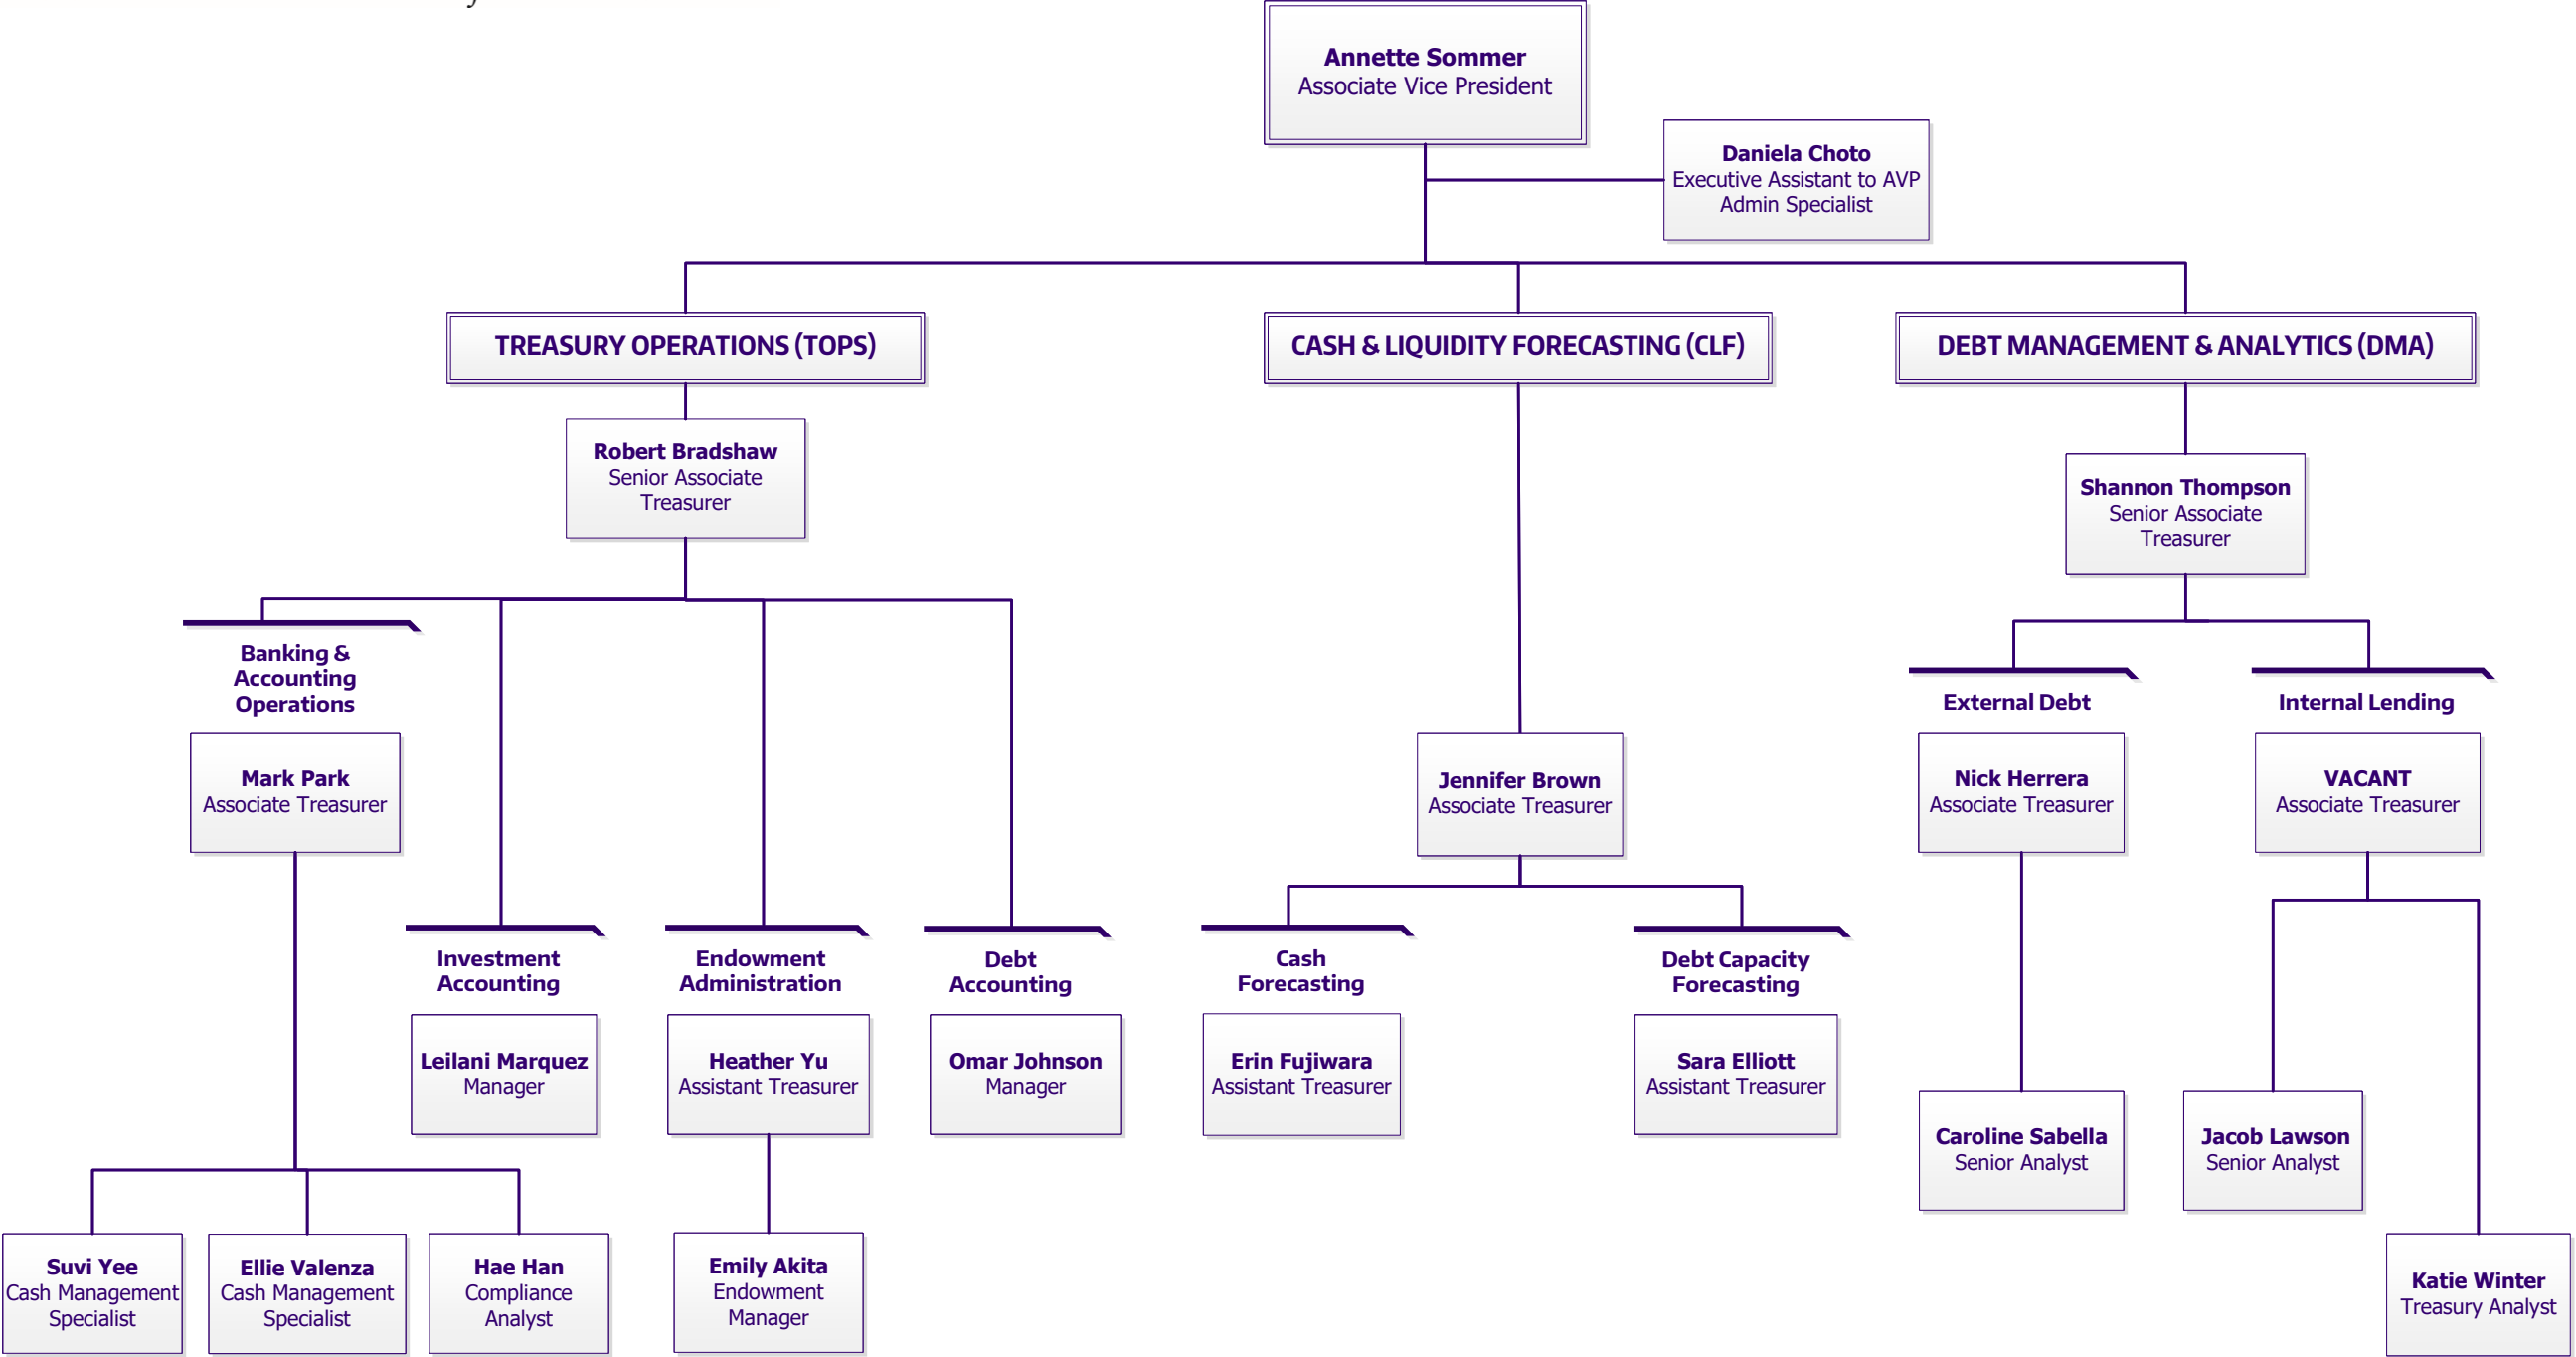 Annette Sommer
Associate Vice President
Daniela Choto
Executive Assistant to AVP
Admin Specialist
TREASURY OPERATIONS (TOPS)
CASH & LIQUIDITY FORECASTING (CLF)
DEBT MANAGEMENT & ANALYTICS (DMA)
Robert Bradshaw
Senior Associate
Treasurer
Shannon Thompson
Senior Associate
Treasurer
Banking &
Accounting
Operations
External Debt
Internal Lending
Mark Park
Associate Treasurer
Jennifer Brown
Associate Treasurer
Nick Herrera
Associate Treasurer
VACANT
Associate Treasurer
Investment
Accounting
Endowment
Administration
Debt
Accounting
Cash
Forecasting
Debt Capacity
Forecasting
Leilani Marquez
Manager
Heather Yu
Assistant Treasurer
Omar Johnson
Manager
Erin Fujiwara
Assistant Treasurer
Sara Elliott
Assistant Treasurer
Caroline Sabella
Senior Analyst
Jacob Lawson
Senior Analyst
Suvi Yee
Cash Management
Specialist
Ellie Valenza
Cash Management
Specialist
Hae Han
Compliance
Analyst
Emily Akita
Endowment
Manager
Katie Winter
Treasury Analyst